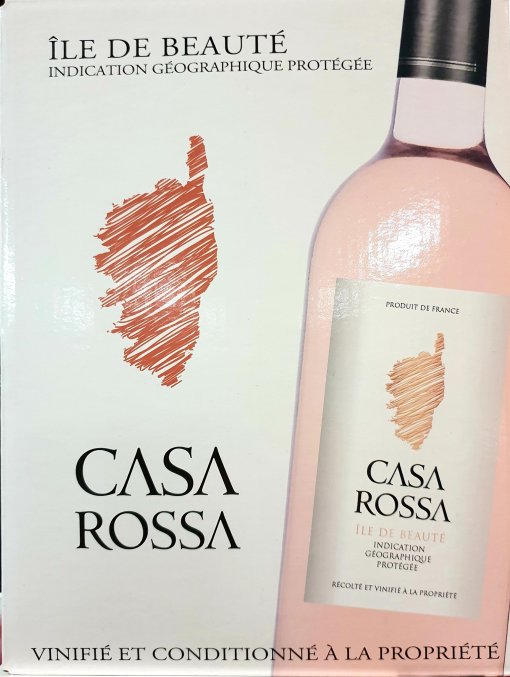 ÎLE DE BEAUTÉ
INDICATION GÉOGRAPHIQUE PROTÉGÉE
CASA
ROSSA
PRODUIT DE FRANCE
CASA
ROSSA
ÎLE DE BEAUTÉ
INDICATION
GÉOGRAPHIQUE
PROTÉGÉE
RÉCOLTÉ ET VINIFIÉ À LA PROPRIÉTÉ
VINIFIÉ ET CONDITIONNÉ À LA PROPRIÉTÉ